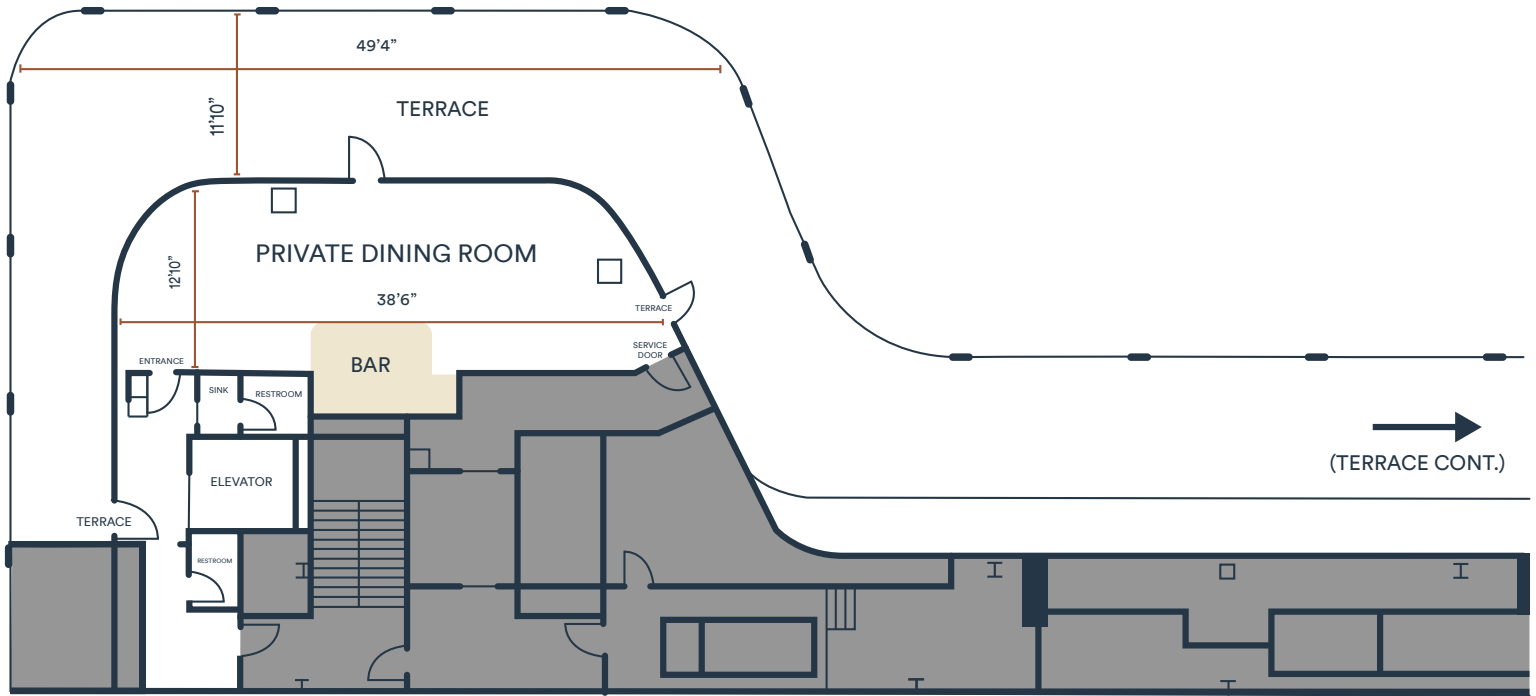 49'4”
11'10”
TERRACE
PRIVATE DINING ROOM
12'10”
38'6”
TERRACE
SERVICE
DOOR
ENTRANCE
BAR
SINK
RESTROOM
(TERRACE CONT.)
ELEVATOR
TERRACE
RESTROOM